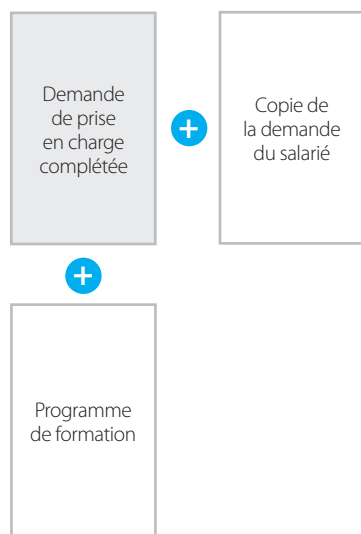 Demande
de prise
en charge
complétée
Copie de
la demande
du salarié
Programme
de formation